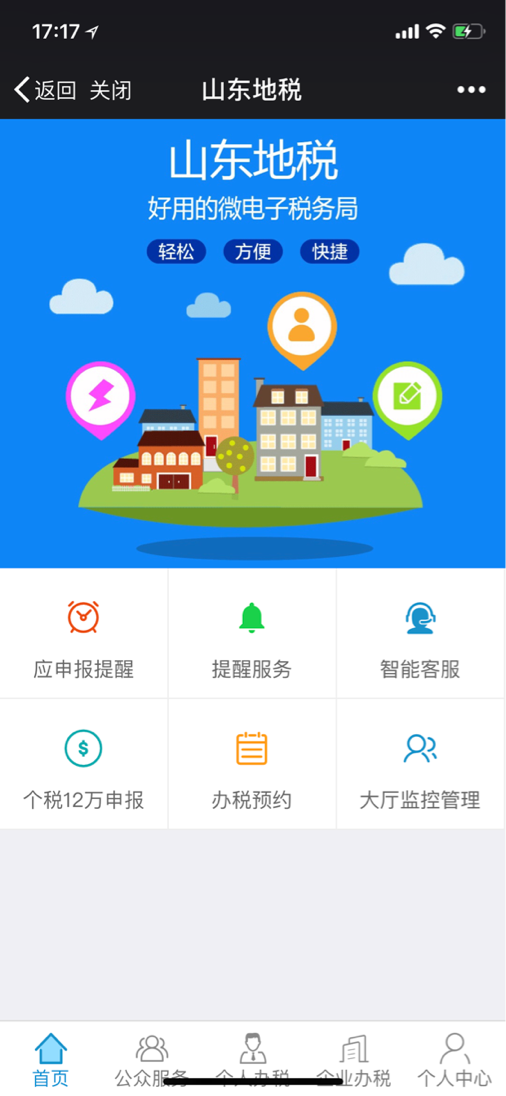 17:17
返回 关闭 山东地税
山东地税
好用的微电子税务局
轻松 方便 快捷
应申报提醒 提醒服务 智能客服
个税12万申报 办税预约 大厅监控管理
首页 公众服务 个人办税 企业办税 个人中心